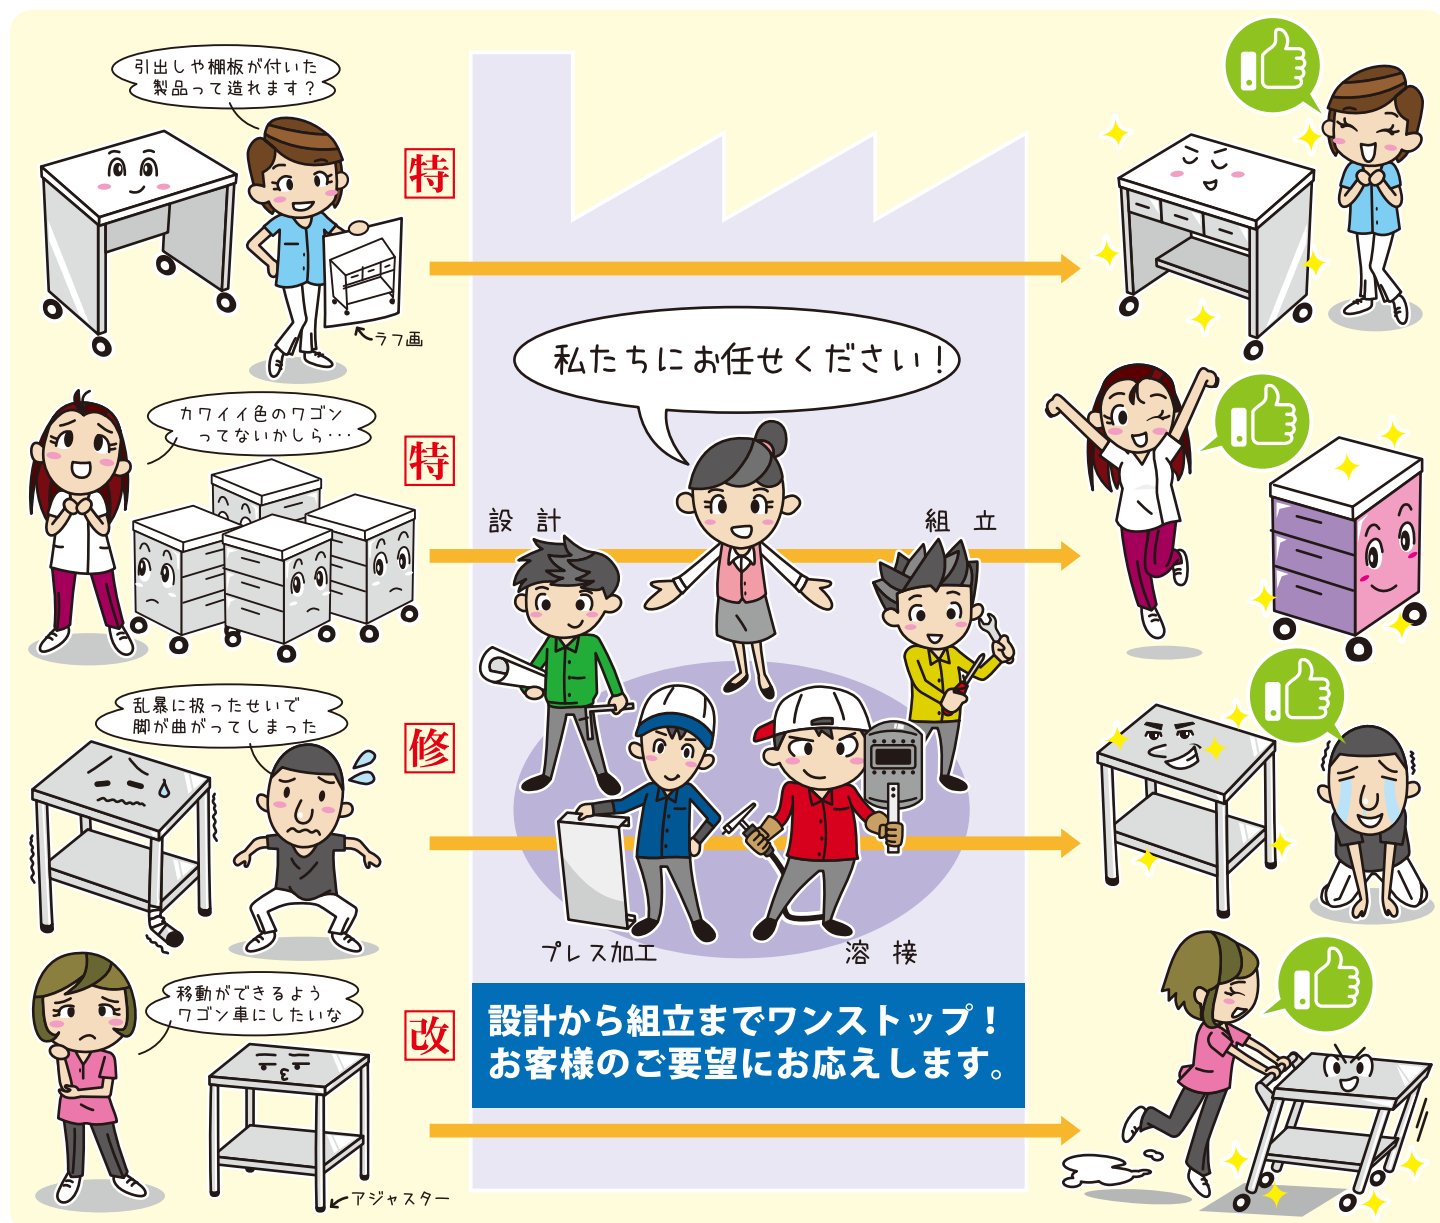 引出しや棚板が付いた
製品って造れます？
特
ラフ画
カワイイ色のワゴン
ってないかしら･･･
特
乱暴に扱ったせいで
脚が曲がってしまった
修
移動ができるよう
ワゴン車にしたいな
改
アジャスター
私たちにお任せください！
設計
組立
プレス加工
溶接
設計から組立までワンストップ！
お客様のご要望にお応えします。